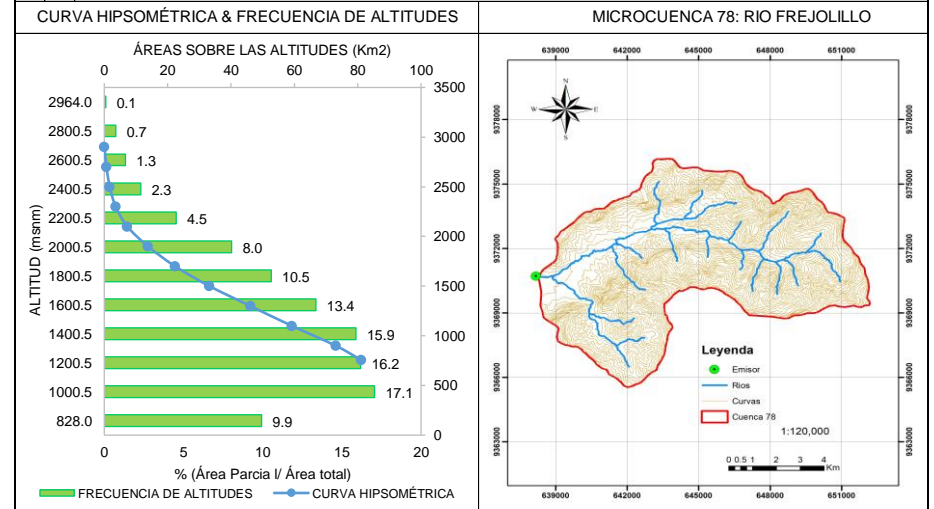 CURVA HIPSOMÉTRICA & FRECUENCIA DE ALTITUDES
ÁREAS SOBRE LAS ALTITUDES (Km2)
0 20 40 60 80 100
3500
3000
2500
2000
1500
1000
500
0
ALTITUD (msnm)
2964.0 0.1
2800.5 0.7
2600.5 1.3
2400.5 2.3
2200.5 4.5
2000.5 8.0
1800.5 10.5
1600.5 13.4
1400.5 15.9
1200.5 16.2
1000.5 17.1
828.0 9.9
0 5 10 15 20
% (Área Parcia l/ Área total)
FRECUENCIA DE ALTITUDES CURVA HIPSOMÉTRICA
MICROCUENCA 78: RIO FREJOLILLO
639000 642000 645000 648000 651000
N
W E
S
9378000 9378000
9375000 9375000
9372000 9372000
9369000 9369000
9366000 9366000
9363000 9363000
Leyenda
Emisor
Rios
Curvas
Cuenca 78
1:120,000
0 0.5 1 2 3 4
Km
639000 642000 645000 648000 651000